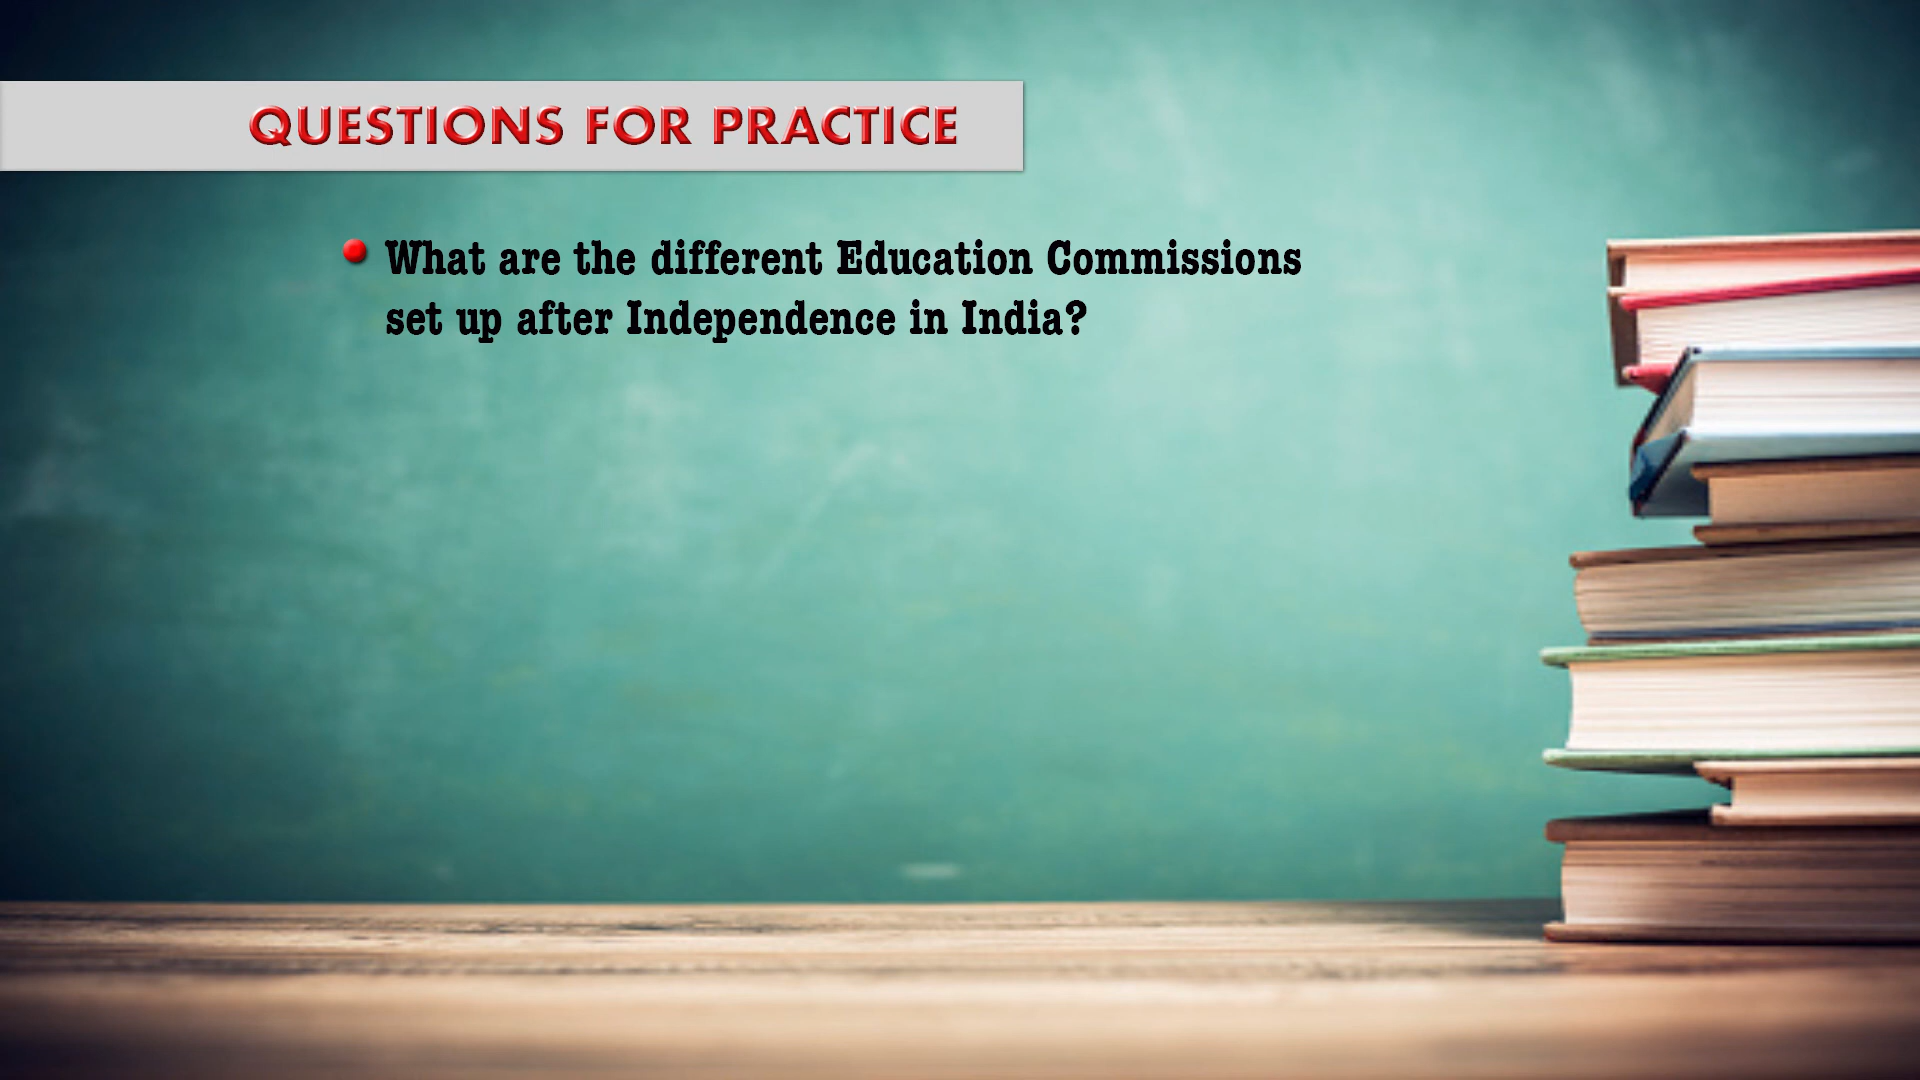 QUESTIONS FOR PRACTICE
What are the different Education Commissions
set up after Independence in India?